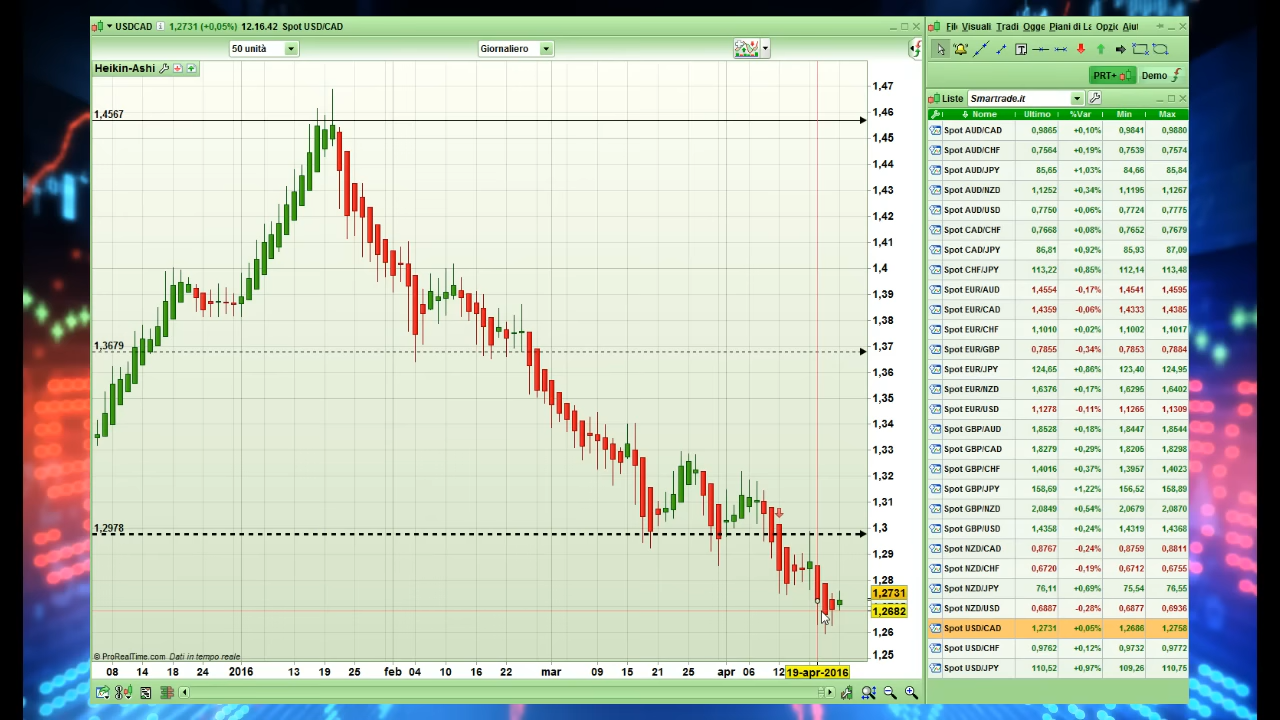 USDCAD 1,2731 (+0,05%) 12.16.42 Spot USD/CAD
50 unità
Giornaliero
Heikin-Ashi
1,4567
1,3679
1,2978
1,47
1,46
1,45
1,44
1,43
1,42
1,41
1,4
1,39
1,38
1,37
1,36
1,35
1,34
1,33
1,32
1,31
1,3
1,29
1,28
1,2731
1,2682
1,26
1,25
© ProRealTime.com Dati in tempo reale
08 14 18 24 2016 13 18 25 feb 04 10 16 22 mar 09 15 21 25 apr 06 12 19-apr-2016
File Visuali Tradi Ogge Piani di La Opzio Aiut
PRT+ Demo
Liste Smartrade.it
Nome Ultimo %Var Min Max
Spot AUD/CAD 0,9865 +0,10% 0,9841 0,9880
Spot AUD/CHF 0,7564 +0,19% 0,7539 0,7574
Spot AUD/JPY 85,65 +1,03% 84,66 85,84
Spot AUD/NZD 1,1252 +0,34% 1,1195 1,1267
Spot AUD/USD 0,7750 +0,06% 0,7724 0,7775
Spot CAD/CHF 0,7668 +0,08% 0,7652 0,7679
Spot CAD/JPY 86,81 +0,92% 85,93 87,09
Spot CHF/JPY 113,22 +0,85% 112,14 113,48
Spot EUR/AUD 1,4554 -0,17% 1,4541 1,4595
Spot EUR/CAD 1,4359 -0,06% 1,4333 1,4385
Spot EUR/CHF 1,1010 +0,02% 1,1002 1,1017
Spot EUR/GBP 0,7855 -0,34% 0,7853 0,7884
Spot EUR/JPY 124,65 +0,86% 123,40 124,95
Spot EUR/NZD 1,6376 +0,17% 1,6295 1,6402
Spot EUR/USD 1,1278 -0,11% 1,1265 1,1309
Spot GBP/AUD 1,8528 +0,18% 1,8447 1,8544
Spot GBP/CAD 1,8279 +0,29% 1,8205 1,8298
Spot GBP/CHF 1,4016 +0,37% 1,3957 1,4023
Spot GBP/JPY 158,69 +1,22% 156,52 158,89
Spot GBP/NZD 2,0849 +0,54% 2,0679 2,0870
Spot GBP/USD 1,4358 +0,24% 1,4319 1,4368
Spot NZD/CAD 0,8767 -0,24% 0,8759 0,8811
Spot NZD/CHF 0,6720 -0,19% 0,6712 0,6755
Spot NZD/JPY 76,11 +0,69% 75,54 76,55
Spot NZD/USD 0,6887 -0,28% 0,6877 0,6936
Spot USD/CAD 1,2731 +0,05% 1,2686 1,2758
Spot USD/CHF 0,9762 +0,12% 0,9732 0,9772
Spot USD/JPY 110,52 +0,97% 109,26 110,75